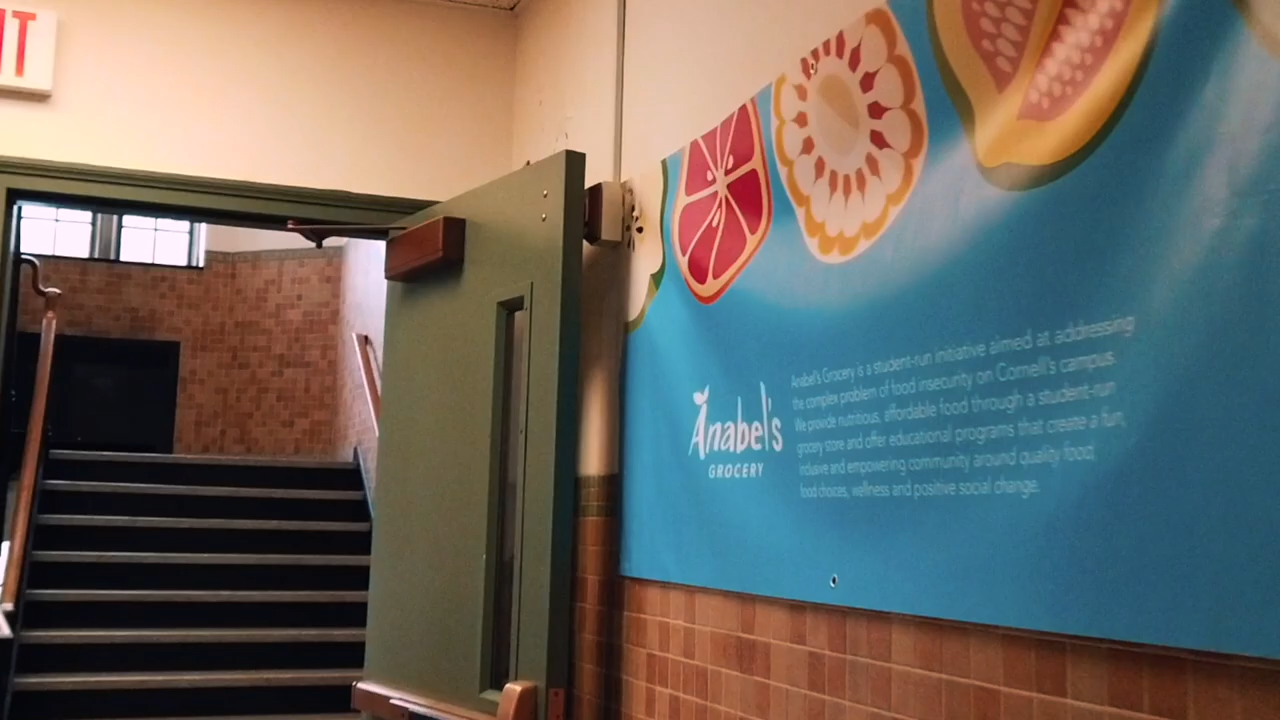 IT
Anabel's
GROCERY
Anabel's Grocery is a student-run initiative aimed at addressing
the complex problem of food insecurity on Cornell's campus.
We provide nutritious, affordable food through a student-run
grocery store and offer educational programs that create a fun,
inclusive and empowering community around quality food,
food choices, wellness and positive social change.